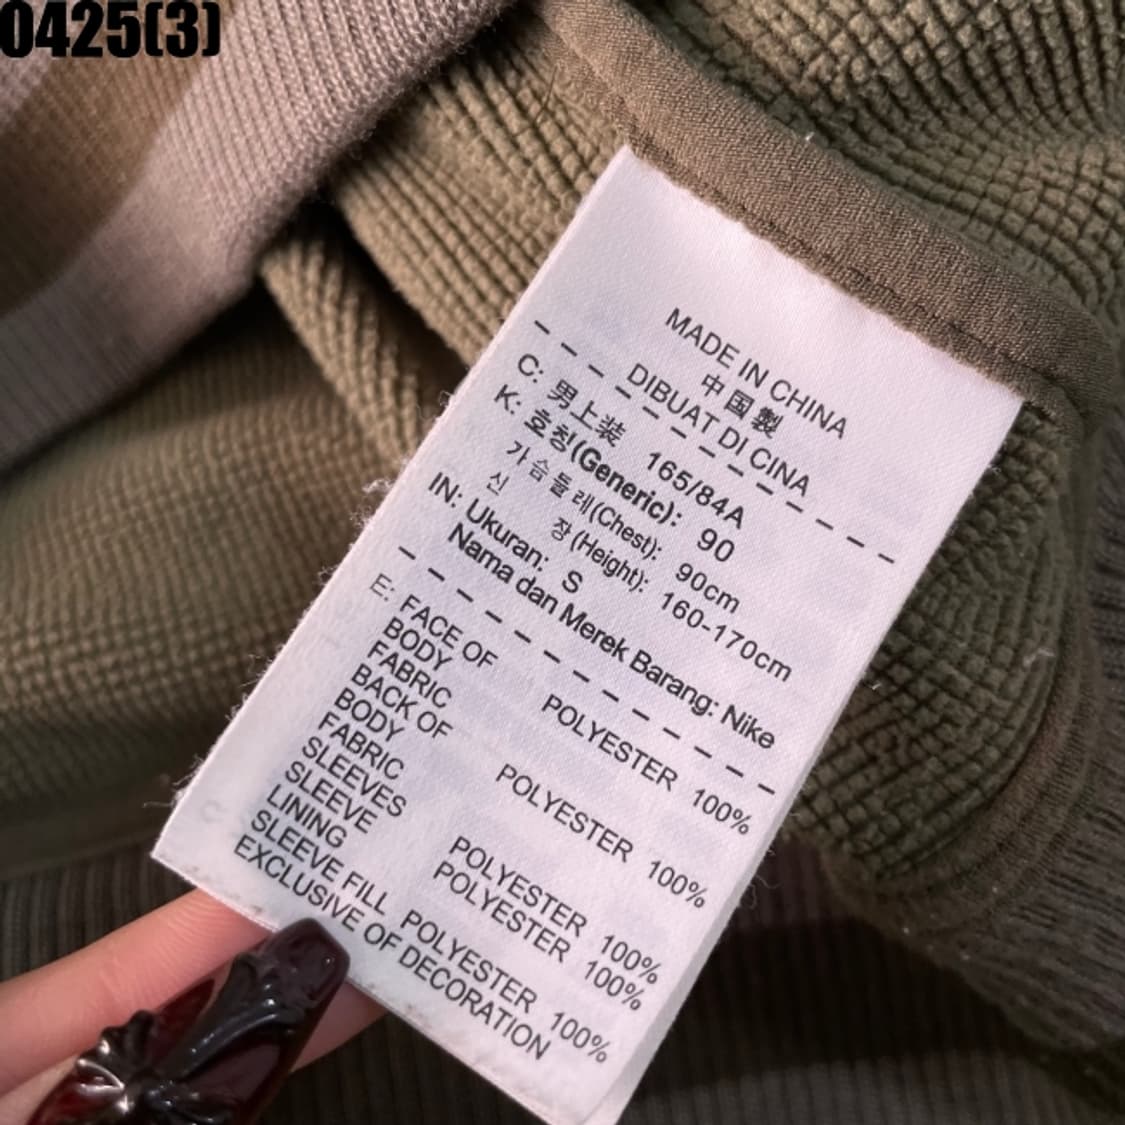 0425(3)
MADE IN CHINA
中国製
DIBUAT DI CINA
C: 男上装 165/84A
K: 호칭(Generic): 90
가슴둘레(Chest): 90cm
신 장(Height): 160-170cm
IN: Ukuran: S
Nama dan Merek Barang: Nike
E: FACE OF
BODY
FABRIC POLYESTER 100%
BACK OF
BODY
FABRIC POLYESTER 100%
SLEEVES POLYESTER 100%
SLEEVE
LINING POLYESTER 100%
SLEEVE FILL POLYESTER 100%
EXCLUSIVE OF DECORATION